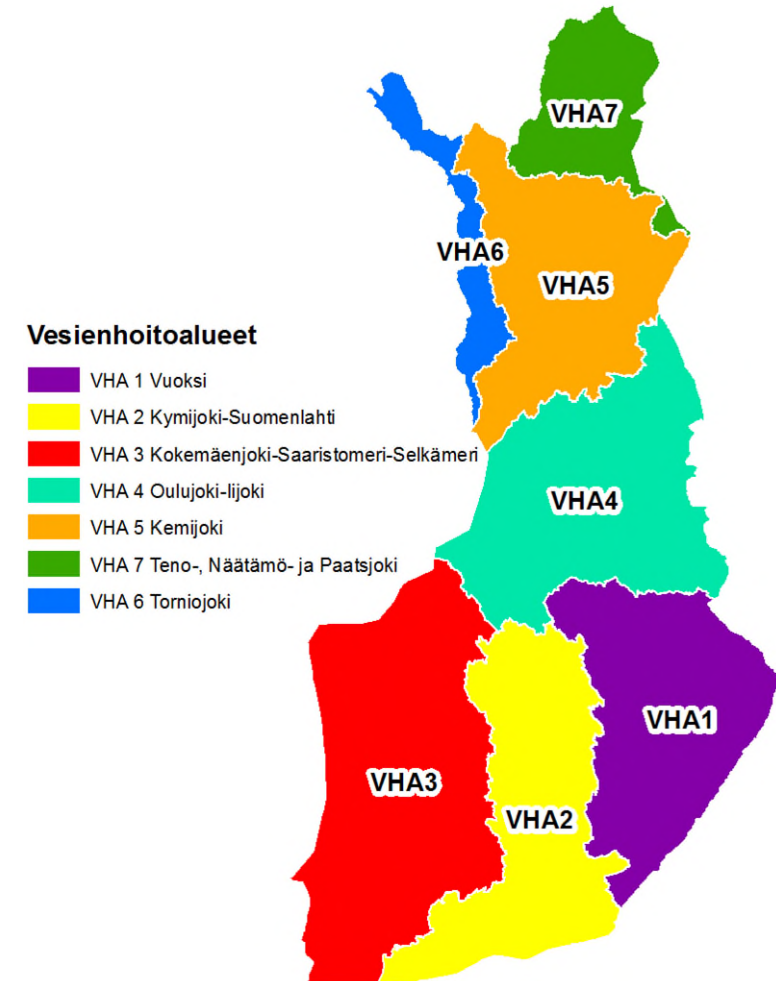 VHA7
VHA6
VHA5
Vesienhoitoalueet
VHA 1 Vuoksi
VHA 2 Kymijoki-Suomenlahti
VHA 3 Kokemäenjoki-Saaristomeri-Selkämeri
VHA 4 Oulujoki-Iijoki
VHA 5 Kemijoki
VHA 7 Teno-, Näätämö- ja Paatsjoki
VHA 6 Torniojoki
VHA4
VHA1
VHA3
VHA2